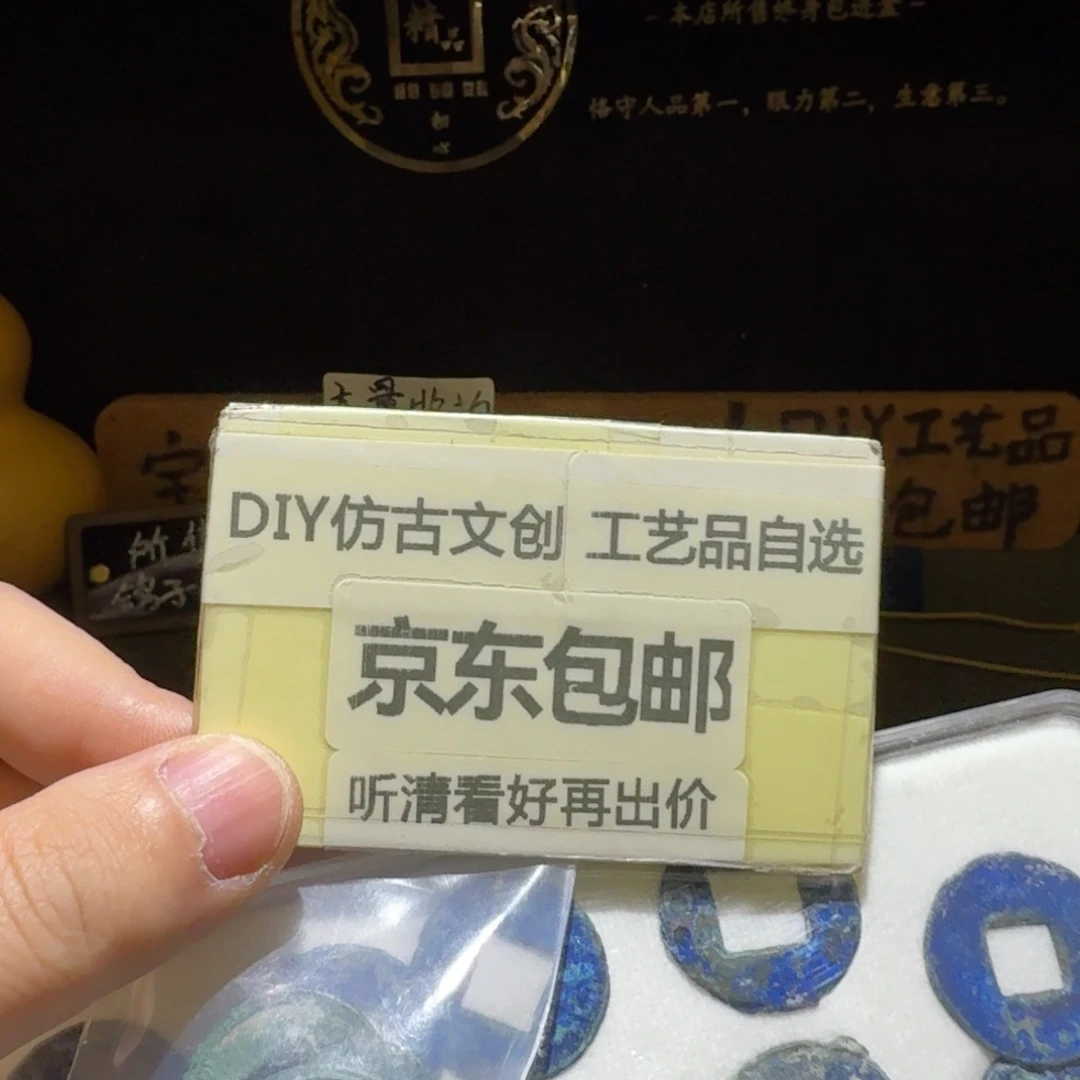 精品
-本店所售终身包进宝~
恪守人品第一，眼力第二，生意第三。
DIY工艺品
包邮
DIY仿古文创 工艺品自选
京东包邮
听清看好再出价